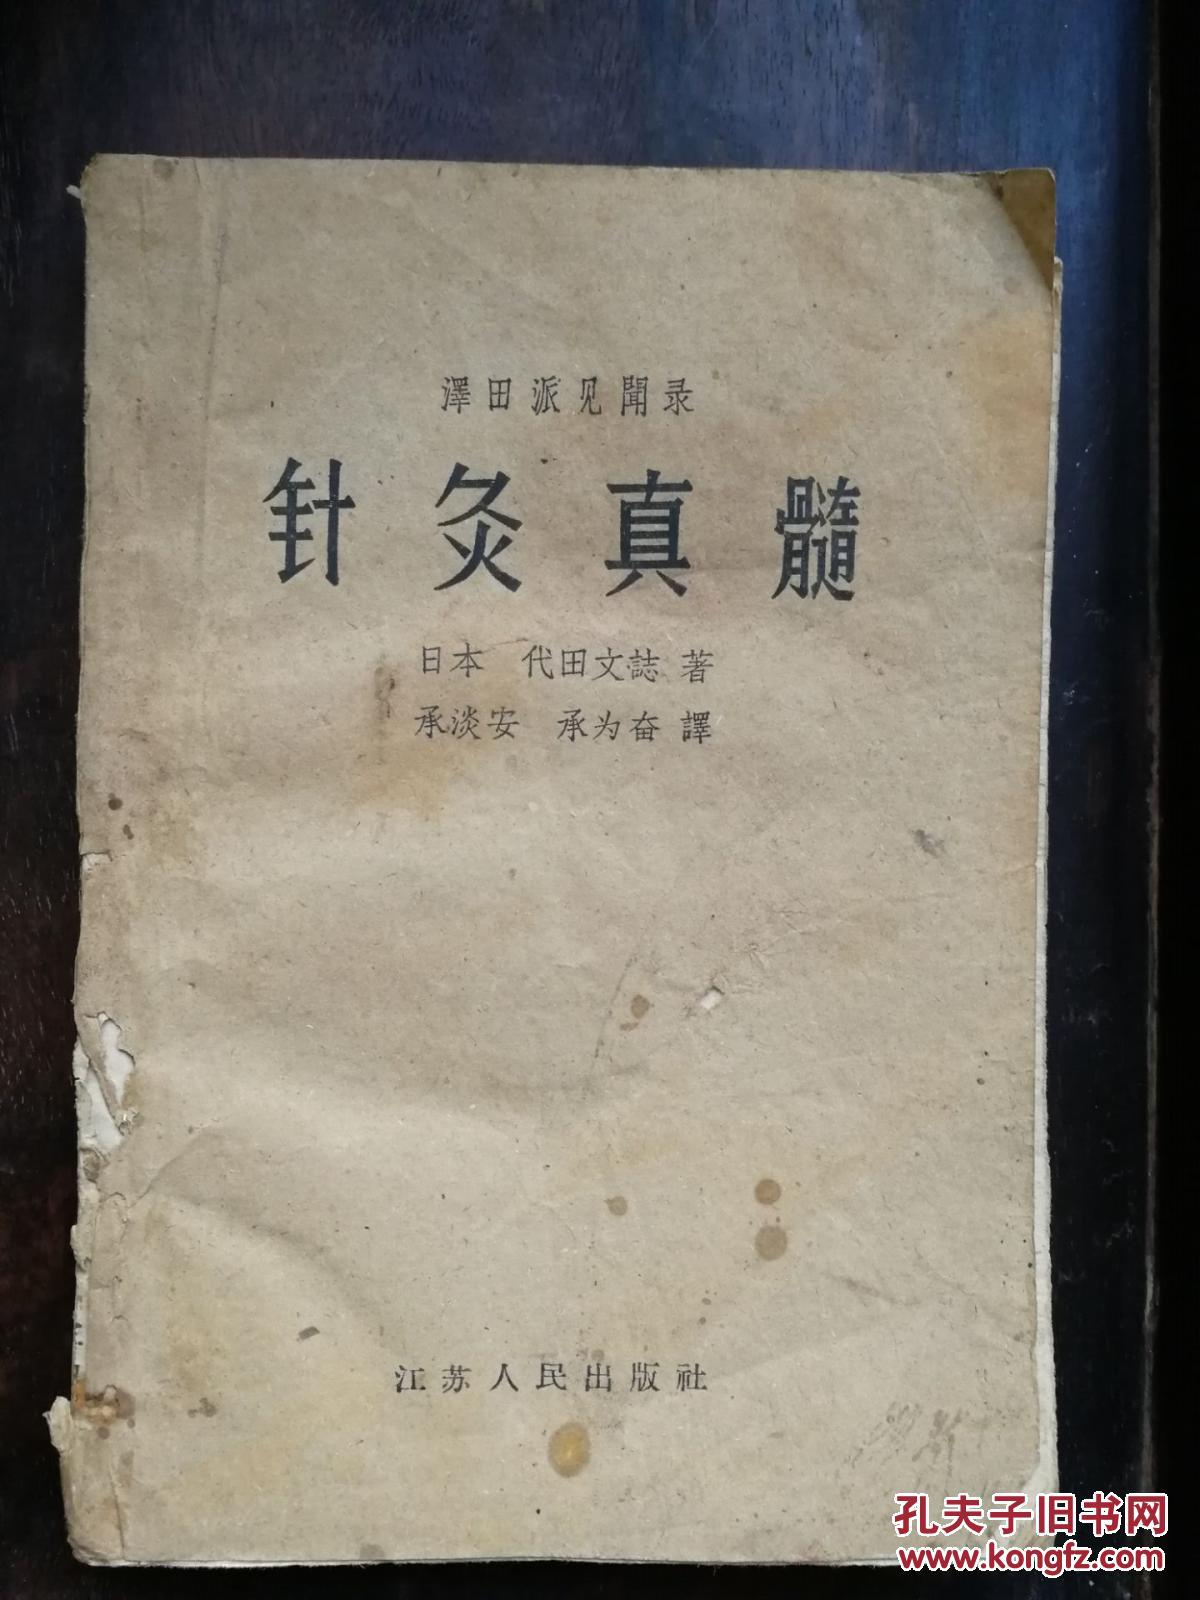 澤田派见聞录
针灸真髓
日本 代田文誌 著
承淡安 承为奋 譯
江苏人民出版社
孔夫子旧书网
www.kongfz.com